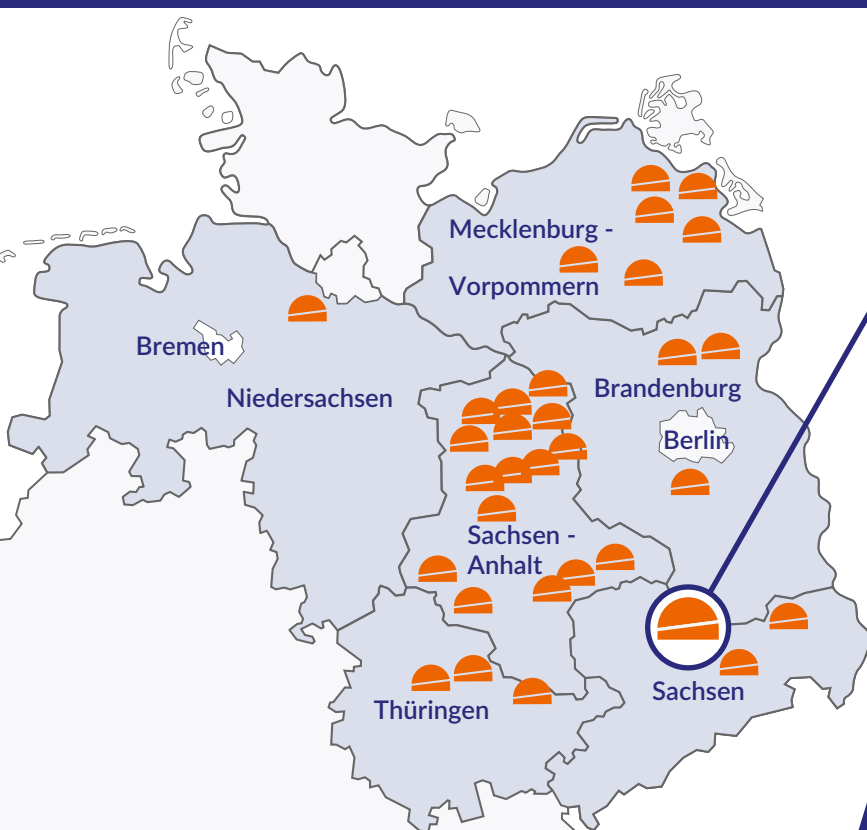 Mecklenburg -
Vorpommern
Bremen
Niedersachsen
Brandenburg
Berlin
Sachsen -
Anhalt
Sachsen
Thüringen